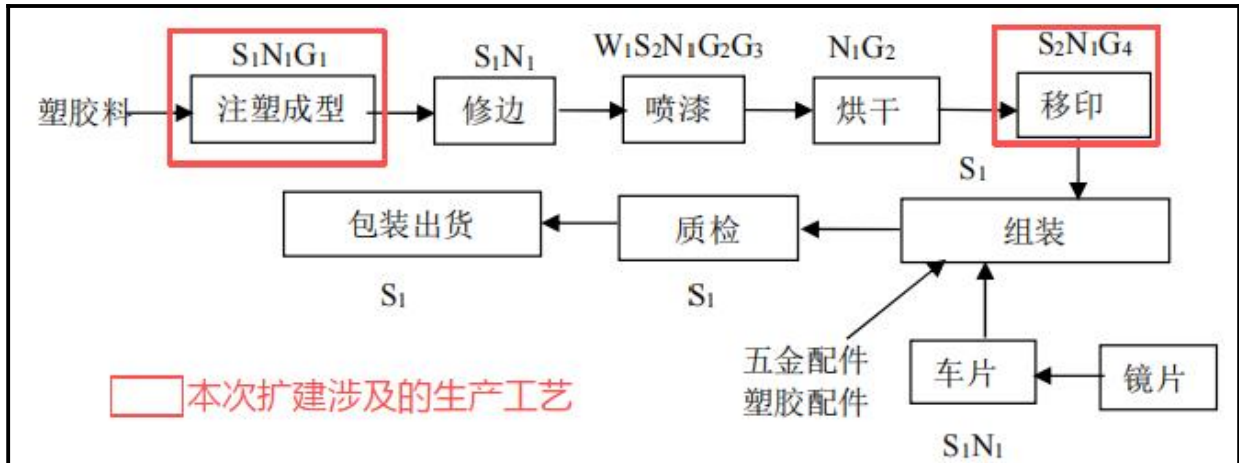 S₁N₁G₁
S₁N₁
W₁S₂N₁G₂G₃
N₁G₂
S₂N₁G₄
塑胶料
注塑成型
修边
喷漆
烘干
移印
S₁
包装出货
质检
组装
S₁
S₁
五金配件
塑胶配件
车片
镜片
本次扩建涉及的生产工艺
S₁N₁